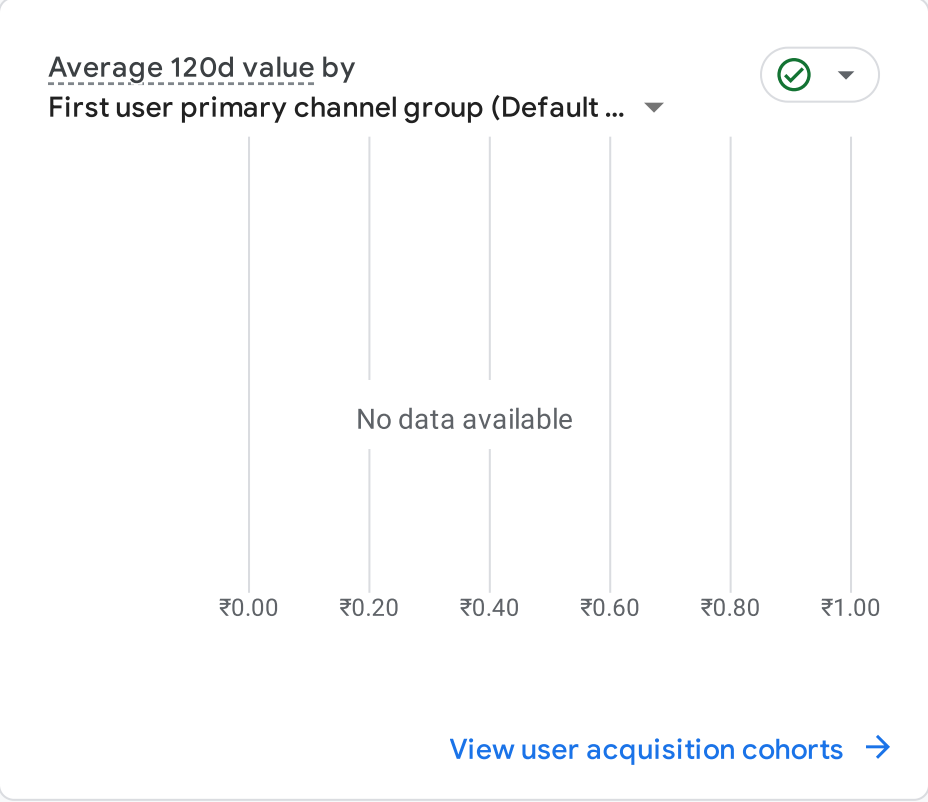 Average 120d value by
First user primary channel group (Default ...
No data available
₹0.00 ₹0.20 ₹0.40 ₹0.60 ₹0.80 ₹1.00
View user acquisition cohorts